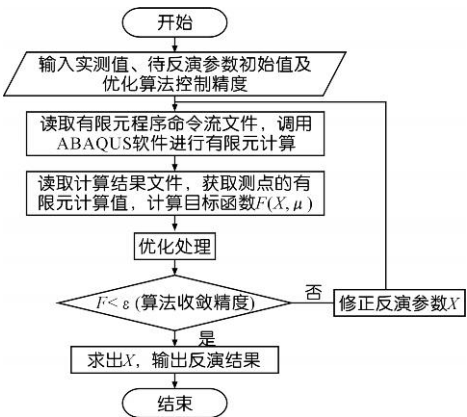 开始
输入实测值、待反演参数初始值及
优化算法控制精度
读取有限元程序命令流文件，调用
ABAQUS软件进行有限元计算
读取计算结果文件，获取测点的有
限元计算值，计算目标函数F(X,μ)
优化处理
F<ε(算法收敛精度)
否
修正反演参数X
是
求出X，输出反演结果
结束